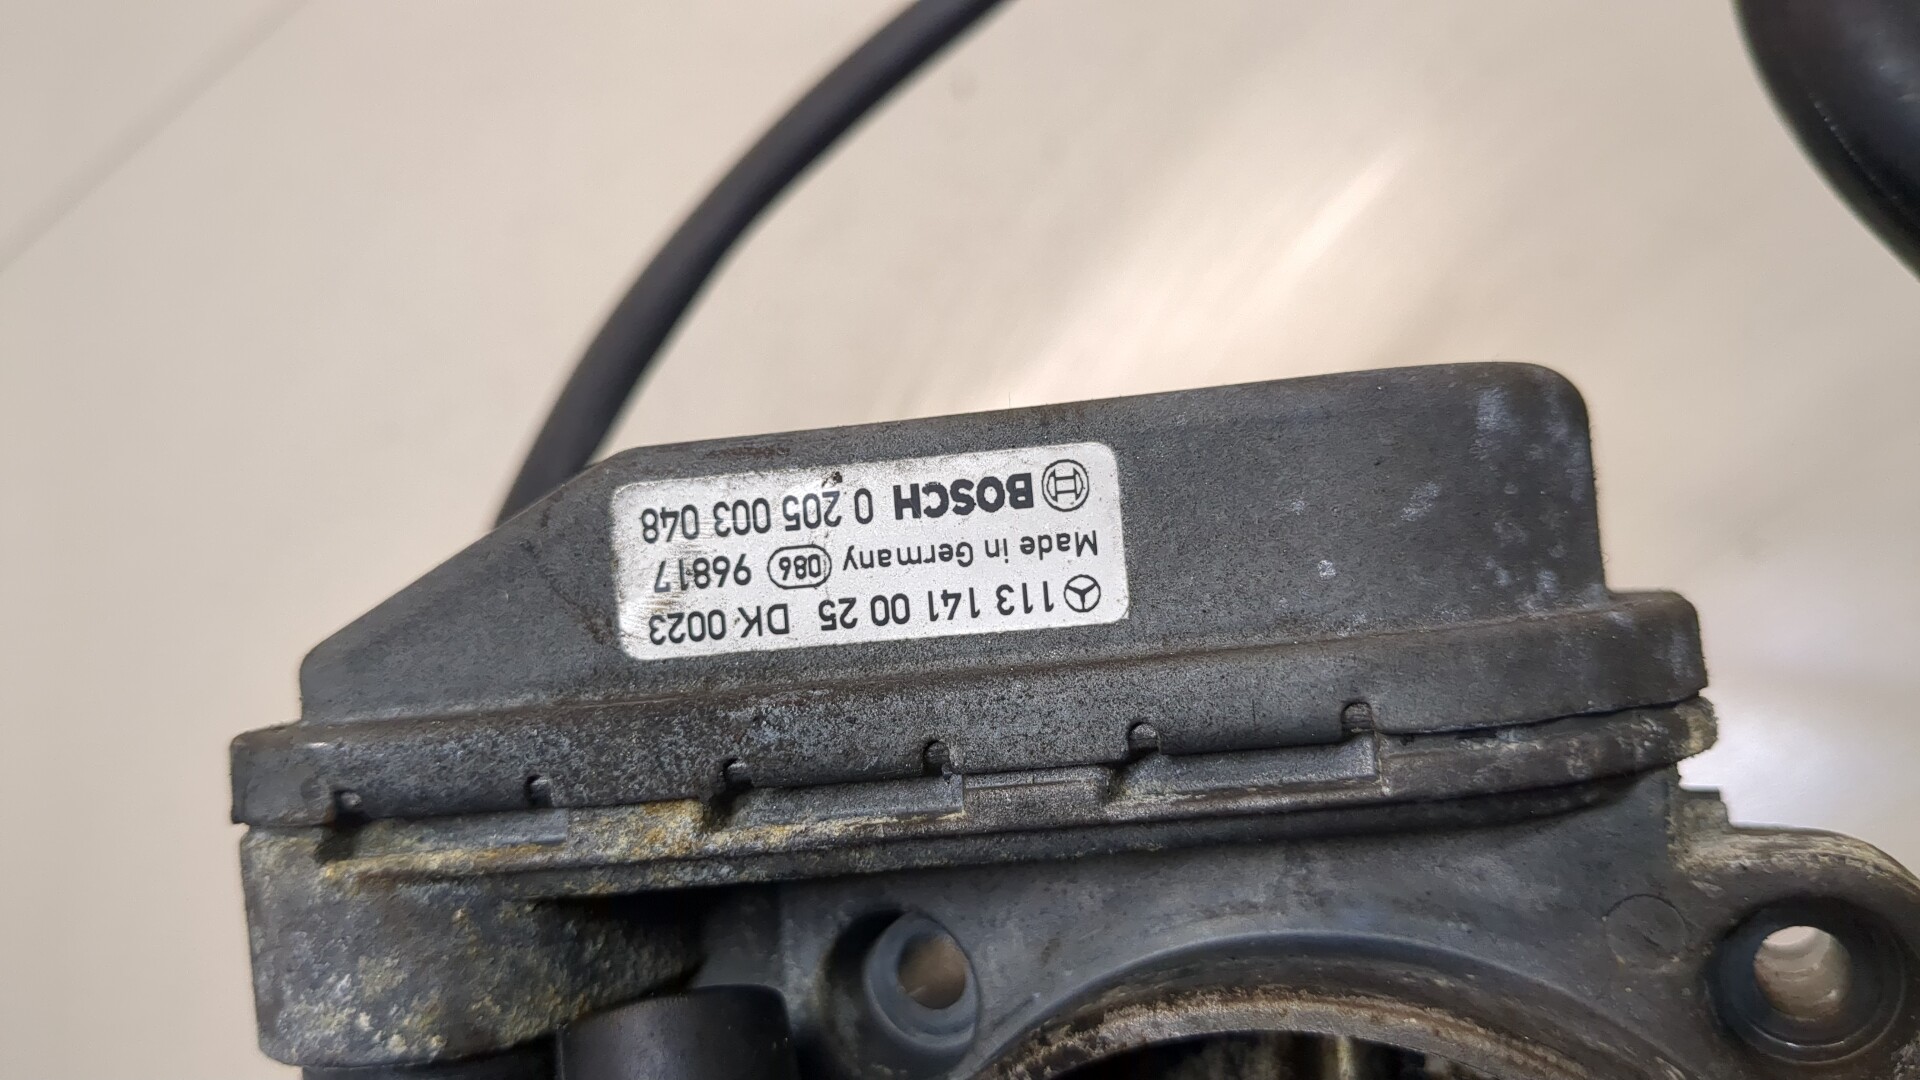 113 141 00 25 DK 0023
Made in Germany 086 96817
BOSCH 0 205 003 048